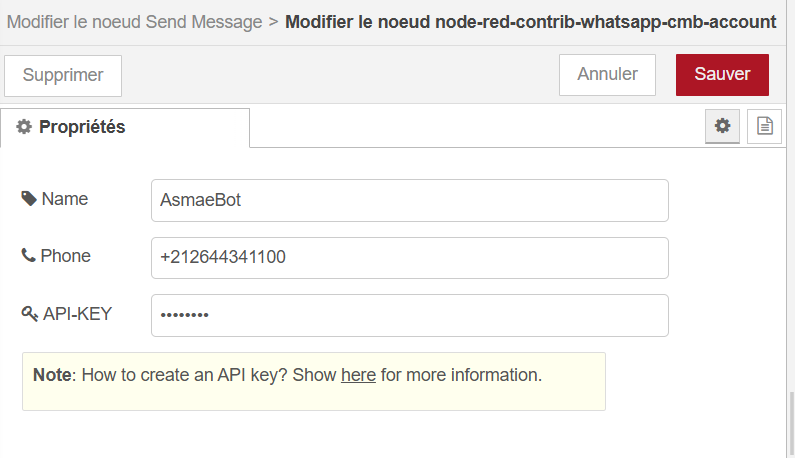 Modifier le noeud Send Message > Modifier le noeud node-red-contrib-whatsapp-cmb-account
Supprimer
Annuler
Sauver
Propriétés
Name
AsmaeBot
Phone
+212644341100
API-KEY
••••••••
Note: How to create an API key? Show here for more information.